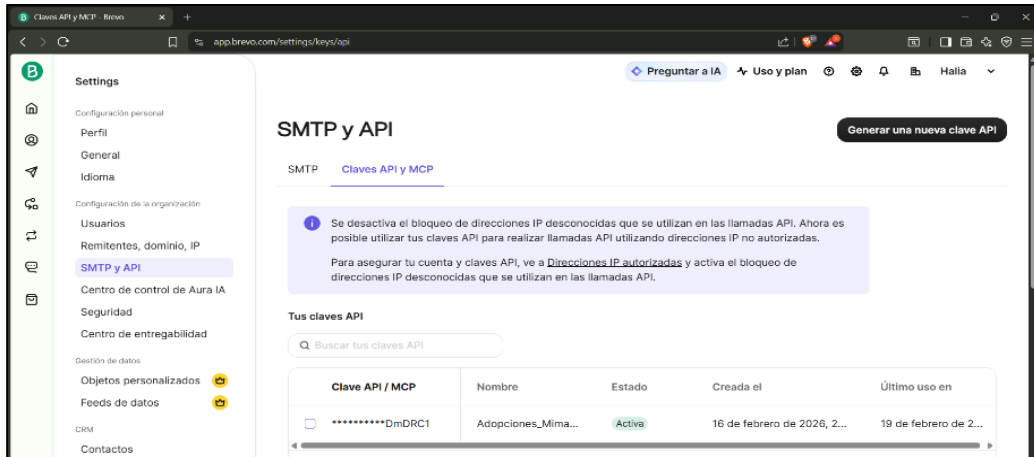 Claves API y MCP - Brevo
app.brevo.com/settings/keys/api
Settings
Preguntar a IA
Uso y plan
Halia
Configuración personal
Perfil
General
Idioma
Configuración de la organización
Usuarios
Remitentes, dominio, IP
SMTP y API
Centro de control de Aura IA
Seguridad
Centro de entregabilidad
Gestión de datos
Objetos personalizados
Feeds de datos
CRM
Contactos
SMTP y API
Generar una nueva clave API
SMTP
Claves API y MCP
Se desactiva el bloqueo de direcciones IP desconocidas que se utilizan en las llamadas API. Ahora es
posible utilizar tus claves API para realizar llamadas API utilizando direcciones IP no autorizadas.
Para asegurar tu cuenta y claves API, ve a Direcciones IP autorizadas y activa el bloqueo de
direcciones IP desconocidas que se utilizan en las llamadas API.
Tus claves API
Buscar tus claves API
Clave API / MCP Nombre Estado Creada el Último uso en
**********DmDRC1 Adopciones_Mima... Activa 16 de febrero de 2026, 2... 19 de febrero de 2...